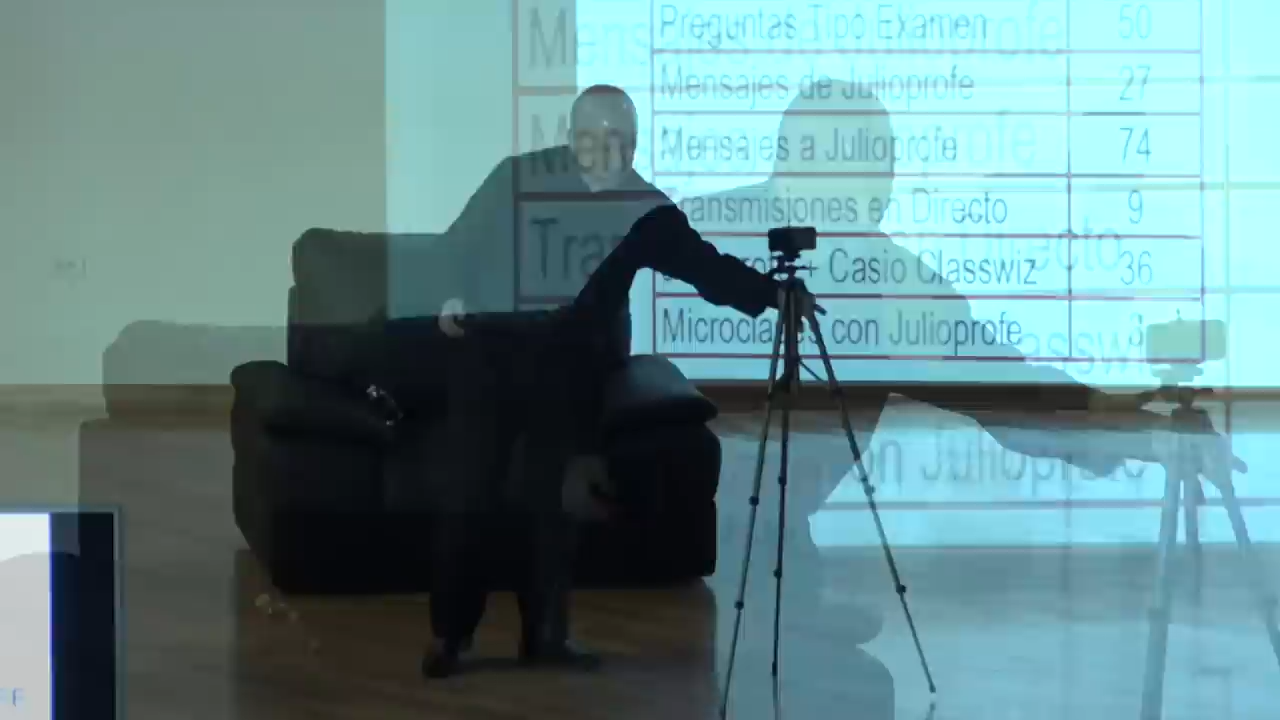 Preguntas Tipo Examen 50
Mensajes de Julioprofe 27
Mensajes a Julioprofe 74
Transmisiones en Directo 9
+ Casio Classwiz 36
con Julioprofe 3